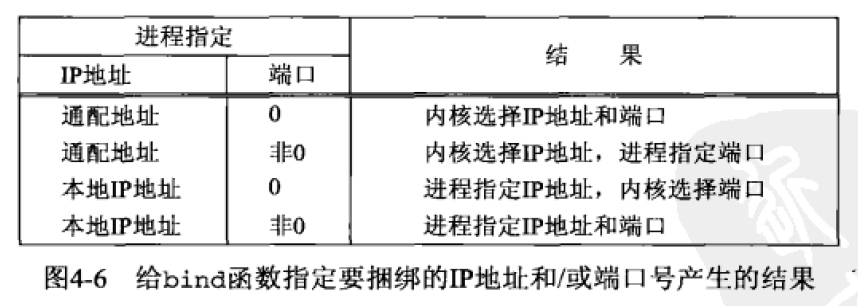 进程指定
结 果
IP地址 端口
通配地址 0 内核选择IP地址和端口
通配地址 非0 内核选择IP地址，进程指定端口
本地IP地址 0 进程指定IP地址，内核选择端口
本地IP地址 非0 进程指定IP地址和端口
图4-6 给bind函数指定要捆绑的IP地址和/或端口号产生的结果